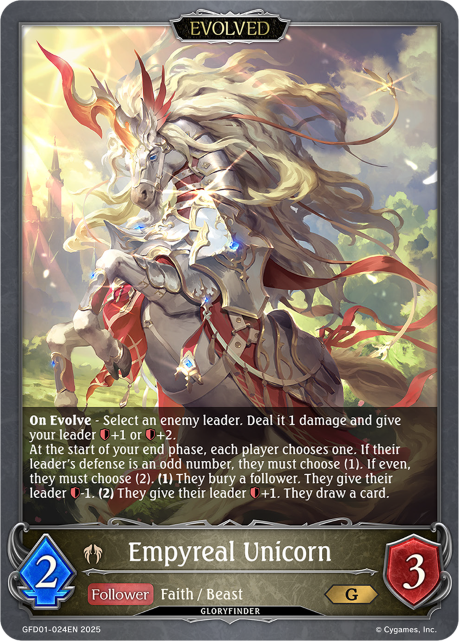 EVOLVED
On Evolve - Select an enemy leader. Deal it 1 damage and give
your leader +1 or +2.
At the start of your end phase, each player chooses one. If their
leader's defense is an odd number, they must choose (1). If even,
they must choose (2). (1) They bury a follower. They give their
leader -1. (2) They give their leader +1. They draw a card.
Empyreal Unicorn
2
Follower Faith / Beast
G
3
GLORYFINDER
GFD01-024EN 2025
© Cygames, Inc.